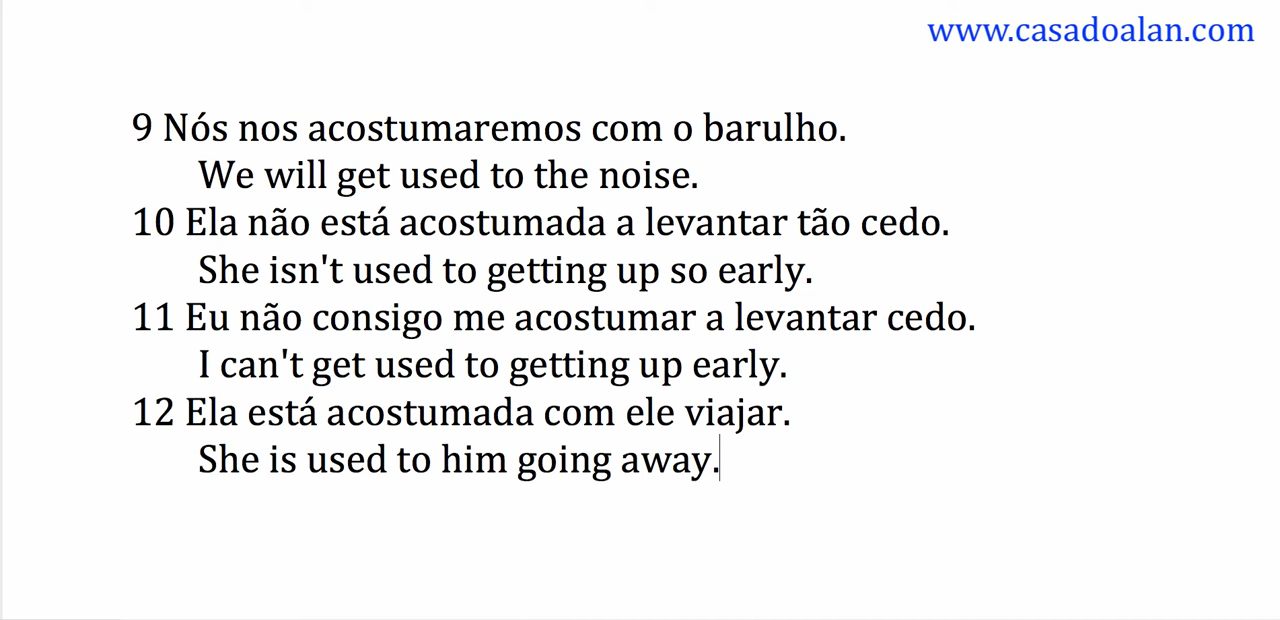 www.casadoalan.com
9 Nós nos acostumaremos com o barulho.
We will get used to the noise.
10 Ela não está acostumada a levantar tão cedo.
She isn't used to getting up so early.
11 Eu não consigo me acostumar a levantar cedo.
I can't get used to getting up early.
12 Ela está acostumada com ele viajar.
She is used to him going away.